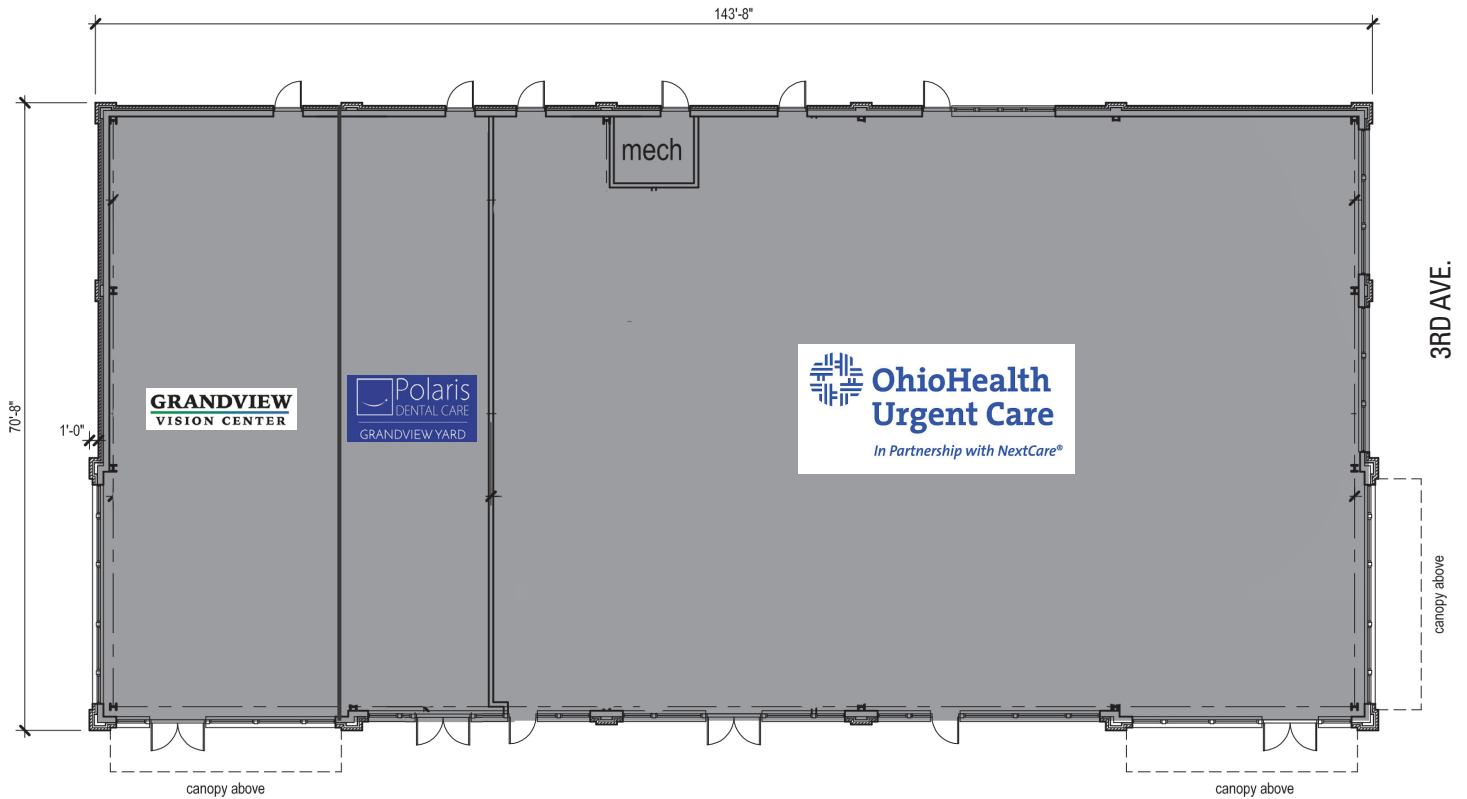 143'-8"
mech
3RD AVE.
OhioHealth
Urgent Care
In Partnership with NextCare®
Polaris
DENTAL CARE
GRANDVIEW YARD
GRANDVIEW
VISION CENTER
70'-8"
1'-0"
canopy above
canopy above
canopy above